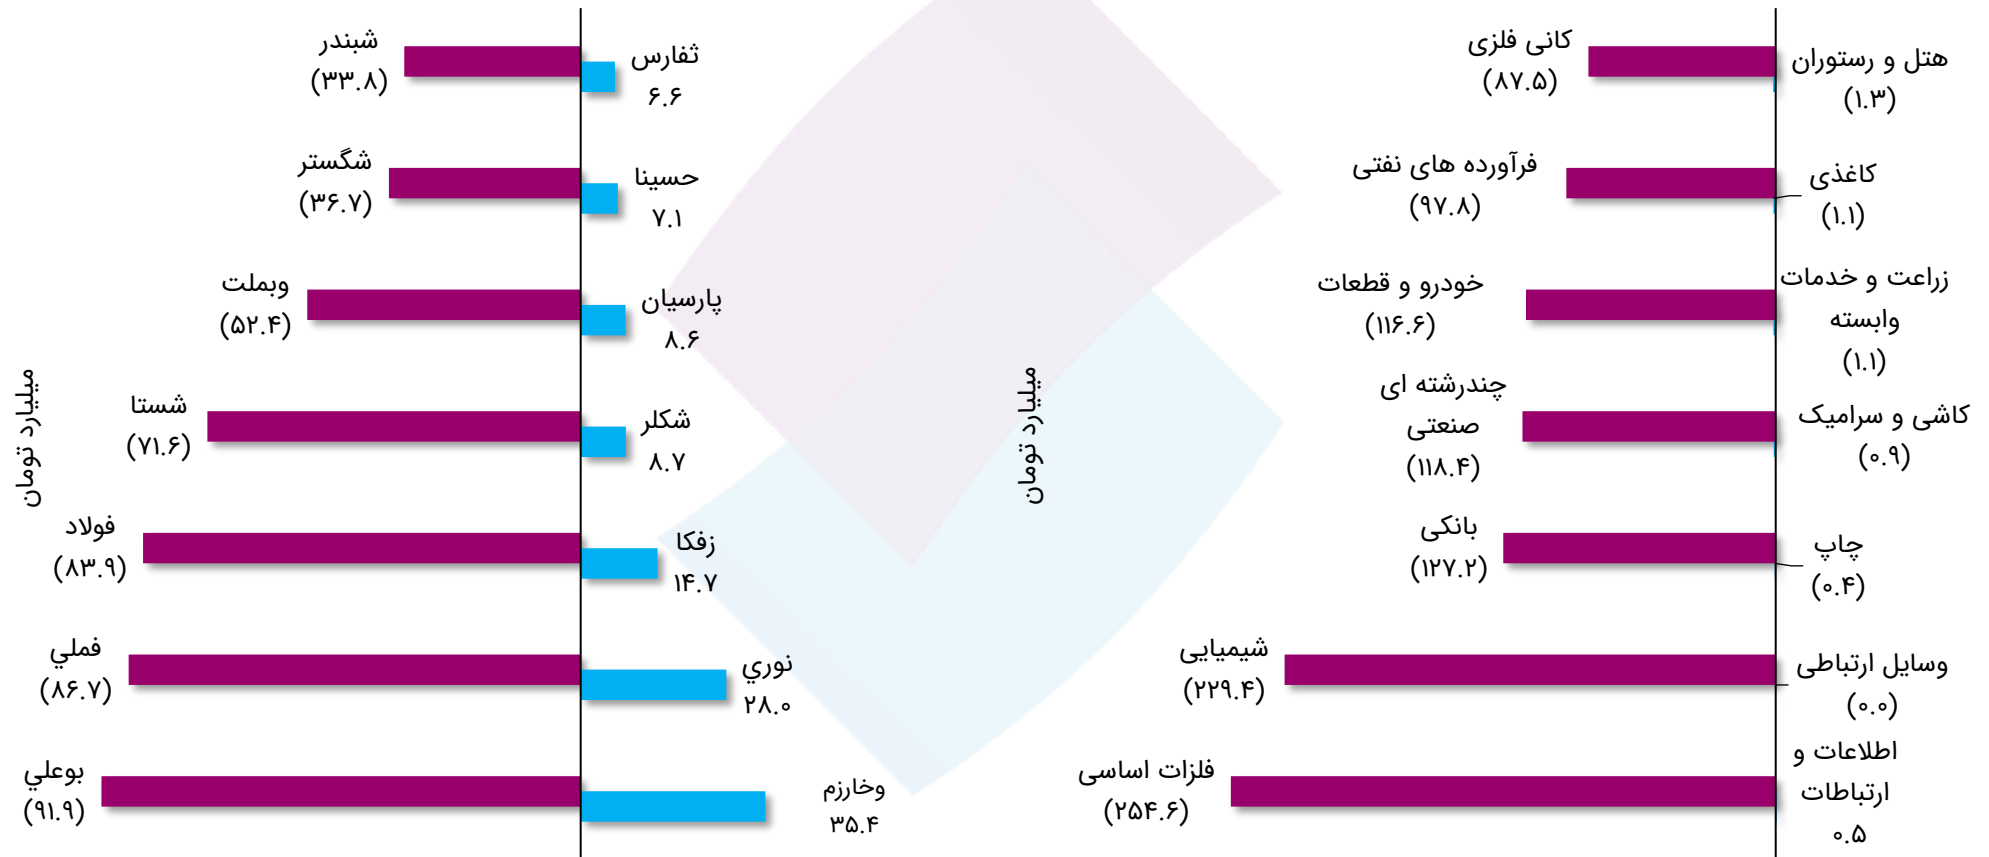 هتل و رستوران
(۱.۳)
کاغذی
(۱.۱)
زراعت و خدمات
وابسته
(۱.۱)
کاشی و سرامیک
(۰.۹)
چاپ
(۰.۴)
وسایل ارتباطی
(۰.۰)
اطلاعات و
ارتباطات
۰.۵
کانی فلزی
(۸۷.۵)
فرآورده های نفتی
(۹۷.۸)
خودرو و قطعات
(۱۱۶.۶)
چندرشته ای
صنعتی
(۱۱۸.۴)
بانکی
(۱۲۷.۲)
شیمیایی
(۲۲۹.۴)
فلزات اساسی
(۲۵۴.۶)
میلیارد تومان
ثفارس
۶.۶
حسینا
۷.۱
پارسیان
۸.۶
شکلر
۸.۷
زفکا
۱۴.۷
نوري
۲۸.۰
وخارزم
۳۵.۴
شبندر
(۳۳.۸)
شگستر
(۳۶.۷)
وبملت
(۵۲.۴)
شستا
(۷۱.۶)
فولاد
(۸۳.۹)
فملي
(۸۶.۷)
بوعلي
(۹۱.۹)
میلیارد تومان